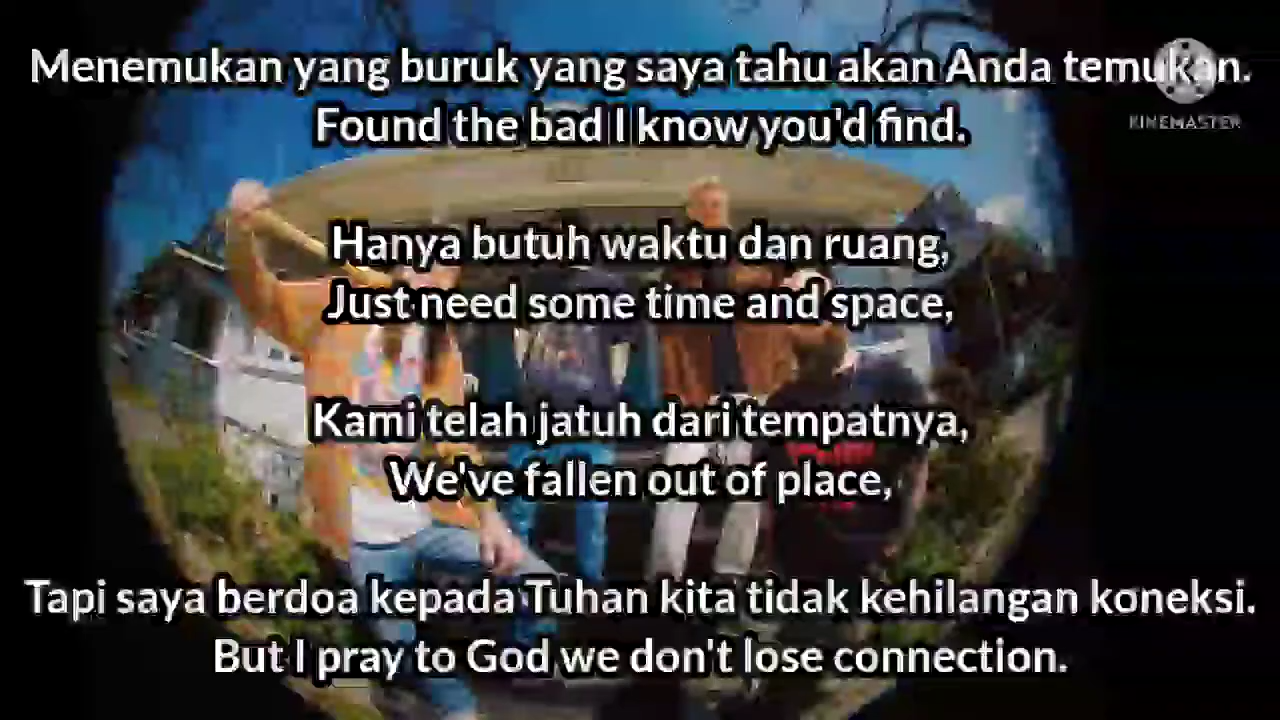 Menemukan yang buruk yang saya tahu akan Anda temukan.
KINEMASTER
Found the bad I know you'd find.
Hanya butuh waktu dan ruang,
Just need some time and space,
Kami telah jatuh dari tempatnya,
We've fallen out of place,
Tapi saya berdoa kepada Tuhan kita tidak kehilangan koneksi.
But I pray to God we don't lose connection.